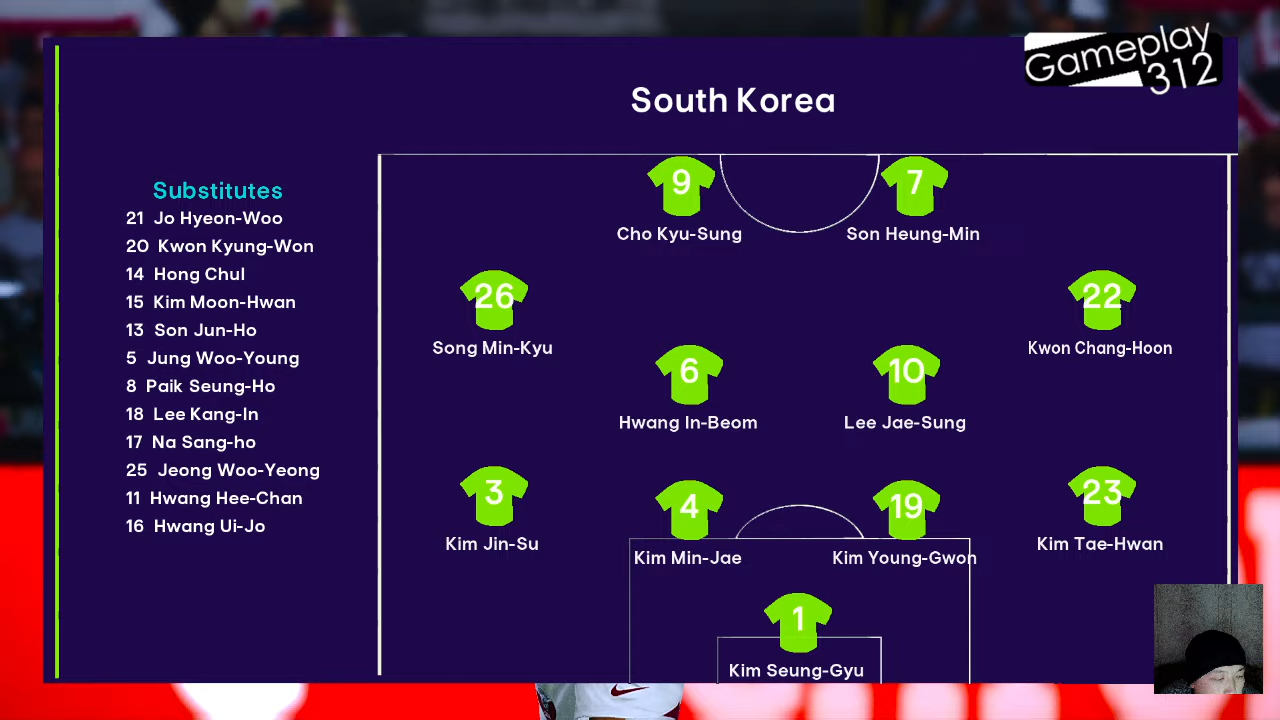 Gameplay
312
South Korea
Substitutes
21 Jo Hyeon-Woo
20 Kwon Kyung-Won
14 Hong Chul
15 Kim Moon-Hwan
13 Son Jun-Ho
5 Jung Woo-Young
8 Paik Seung-Ho
18 Lee Kang-In
17 Na Sang-ho
25 Jeong Woo-Yeong
11 Hwang Hee-Chan
16 Hwang Ui-Jo
9 7
Cho Kyu-Sung Son Heung-Min
26 22
Song Min-Kyu Kwon Chang-Hoon
6 10
Hwang In-Beom Lee Jae-Sung
3 4 19 23
Kim Jin-Su Kim Min-Jae Kim Young-Gwon Kim Tae-Hwan
1
Kim Seung-Gyu